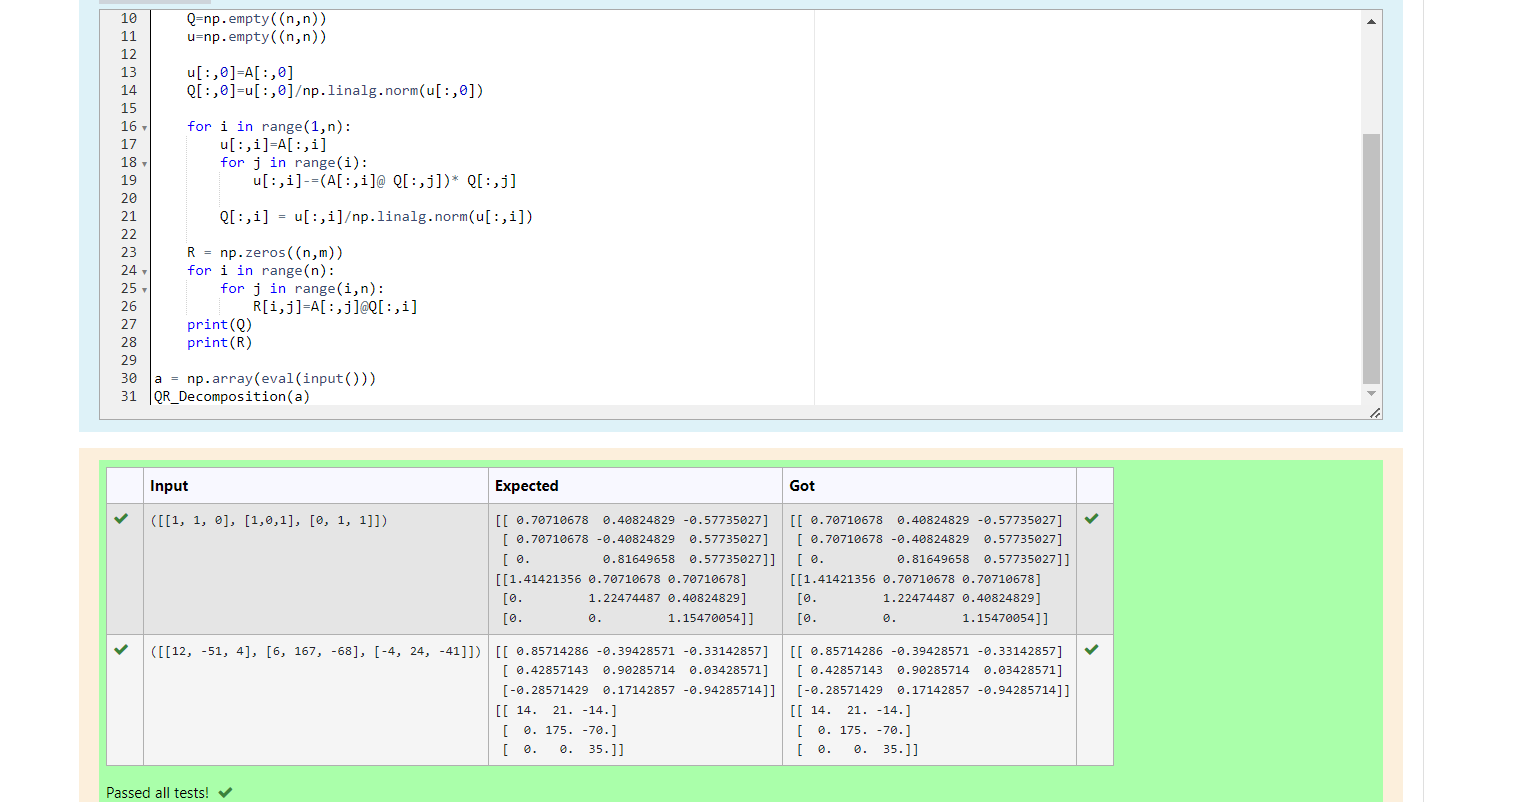 10 Q=np.empty((n,n))
11 u=np.empty((n,n))
12
13 u[:,0]=A[:,0]
14 Q[:,0]=u[:,0]/np.linalg.norm(u[:,0])
15
16 for i in range(1,n):
17 u[:,i]=A[:,i]
18 for j in range(i):
19 u[:,i]-=(A[:,i]@ Q[:,j])* Q[:,j]
20
21 Q[:,i] = u[:,i]/np.linalg.norm(u[:,i])
22
23 R = np.zeros((n,m))
24 for i in range(n):
25 for j in range(i,n):
26 R[i,j]=A[:,j]@Q[:,i]
27 print(Q)
28 print(R)
29
30 a = np.array(eval(input()))
31 QR_Decomposition(a)
Input Expected Got
([[1, 1, 0], [1,0,1], [0, 1, 1]]) [[ 0.70710678 0.40824829 -0.57735027] [[ 0.70710678 0.40824829 -0.57735027]
[ 0.70710678 -0.40824829 0.57735027] [ 0.70710678 -0.40824829 0.57735027]
[ 0. 0.81649658 0.57735027]] [ 0. 0.81649658 0.57735027]]
[[1.41421356 0.70710678 0.70710678] [[1.41421356 0.70710678 0.70710678]
[0. 1.22474487 0.40824829] [0. 1.22474487 0.40824829]
[0. 0. 1.15470054]] [0. 0. 1.15470054]]
([[12, -51, 4], [6, 167, -68], [-4, 24, -41]]) [[ 0.85714286 -0.39428571 -0.33142857] [[ 0.85714286 -0.39428571 -0.33142857]
[ 0.42857143 0.90285714 0.03428571] [ 0.42857143 0.90285714 0.03428571]
[-0.28571429 0.17142857 -0.94285714]] [-0.28571429 0.17142857 -0.94285714]]
[[ 14. 21. -14.] [[ 14. 21. -14.]
[ 0. 175. -70.] [ 0. 175. -70.]
[ 0. 0. 35.]] [ 0. 0. 35.]]
Passed all tests!